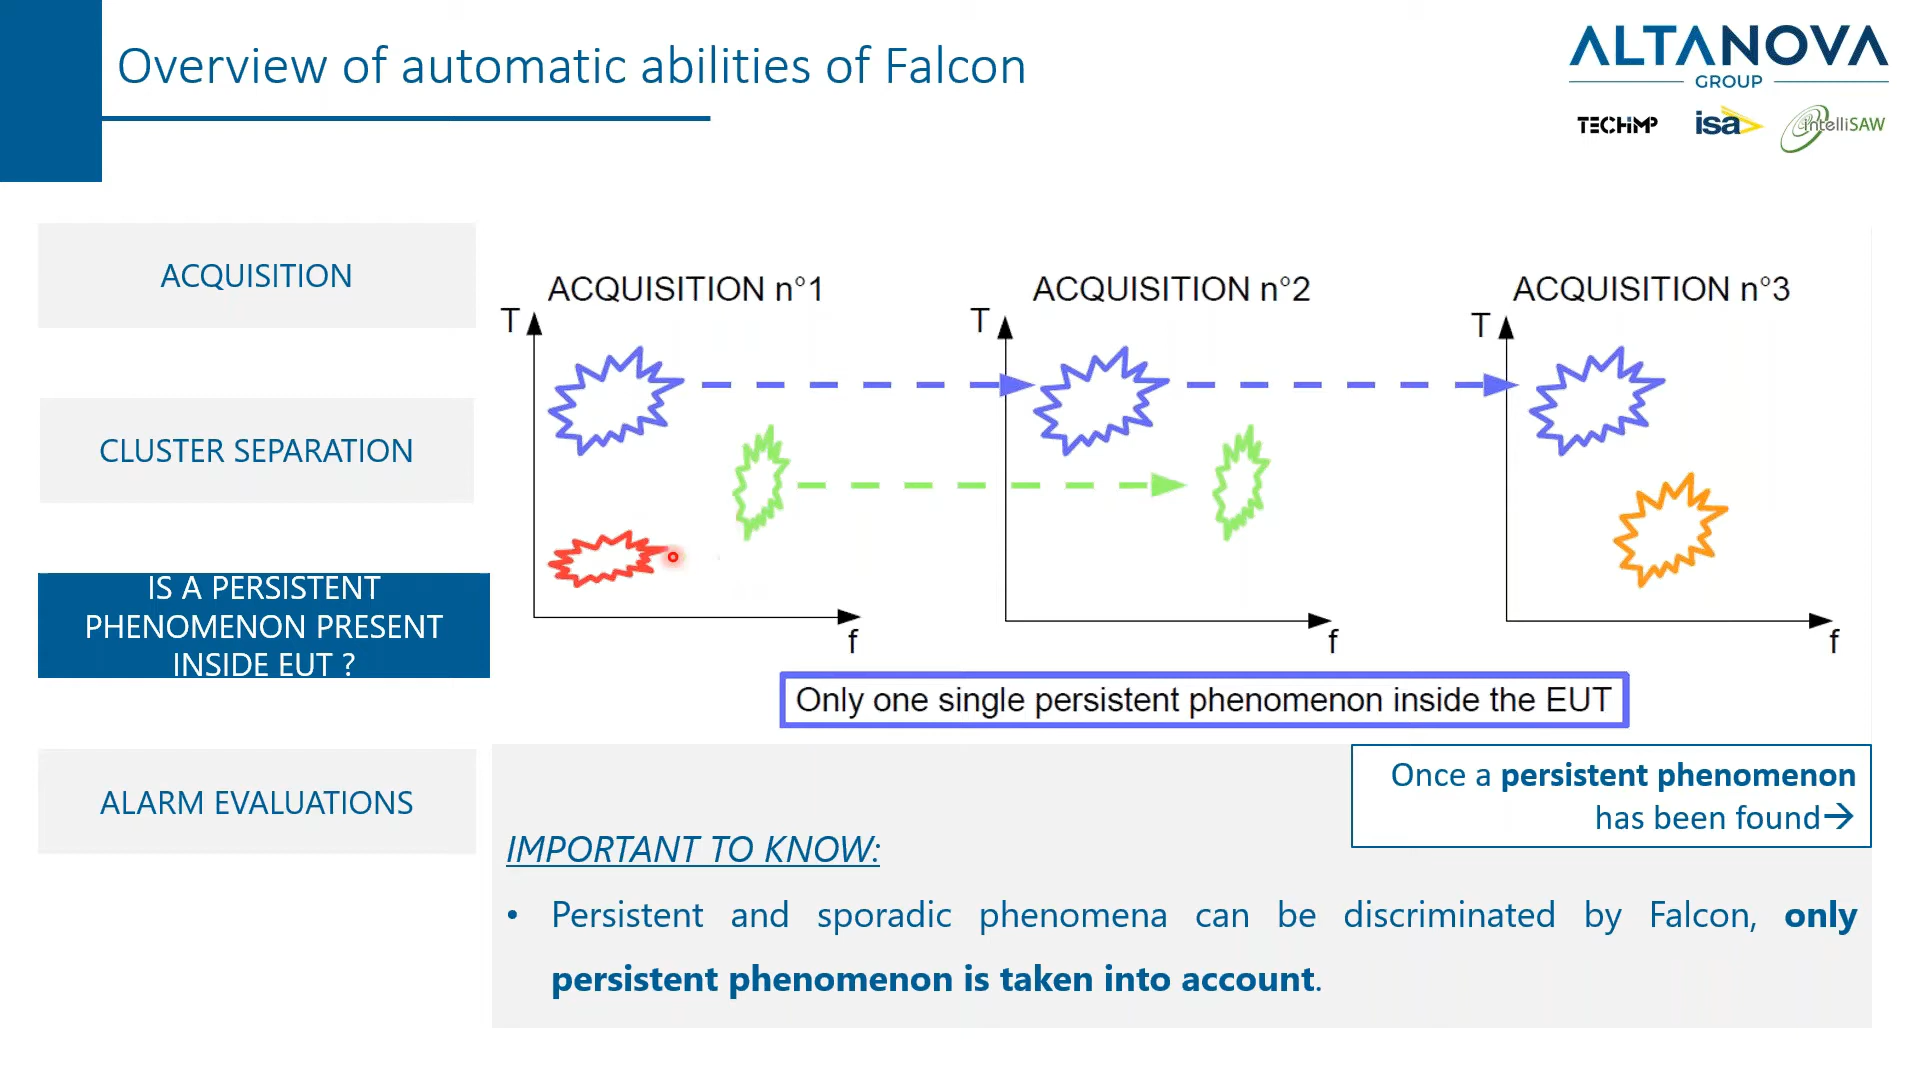 Overview of automatic abilities of Falcon
ALTANOVA
GROUP
TECHIMP
isa
intelliSAW
ACQUISITION
CLUSTER SEPARATION
IS A PERSISTENT
PHENOMENON PRESENT
INSIDE EUT ?
ALARM EVALUATIONS
ACQUISITION n°1
T
f
ACQUISITION n°2
T
f
ACQUISITION n°3
T
f
Only one single persistent phenomenon inside the EUT
Once a persistent phenomenon
has been found→
IMPORTANT TO KNOW:
• Persistent and sporadic phenomena can be discriminated by Falcon, only
persistent phenomenon is taken into account.